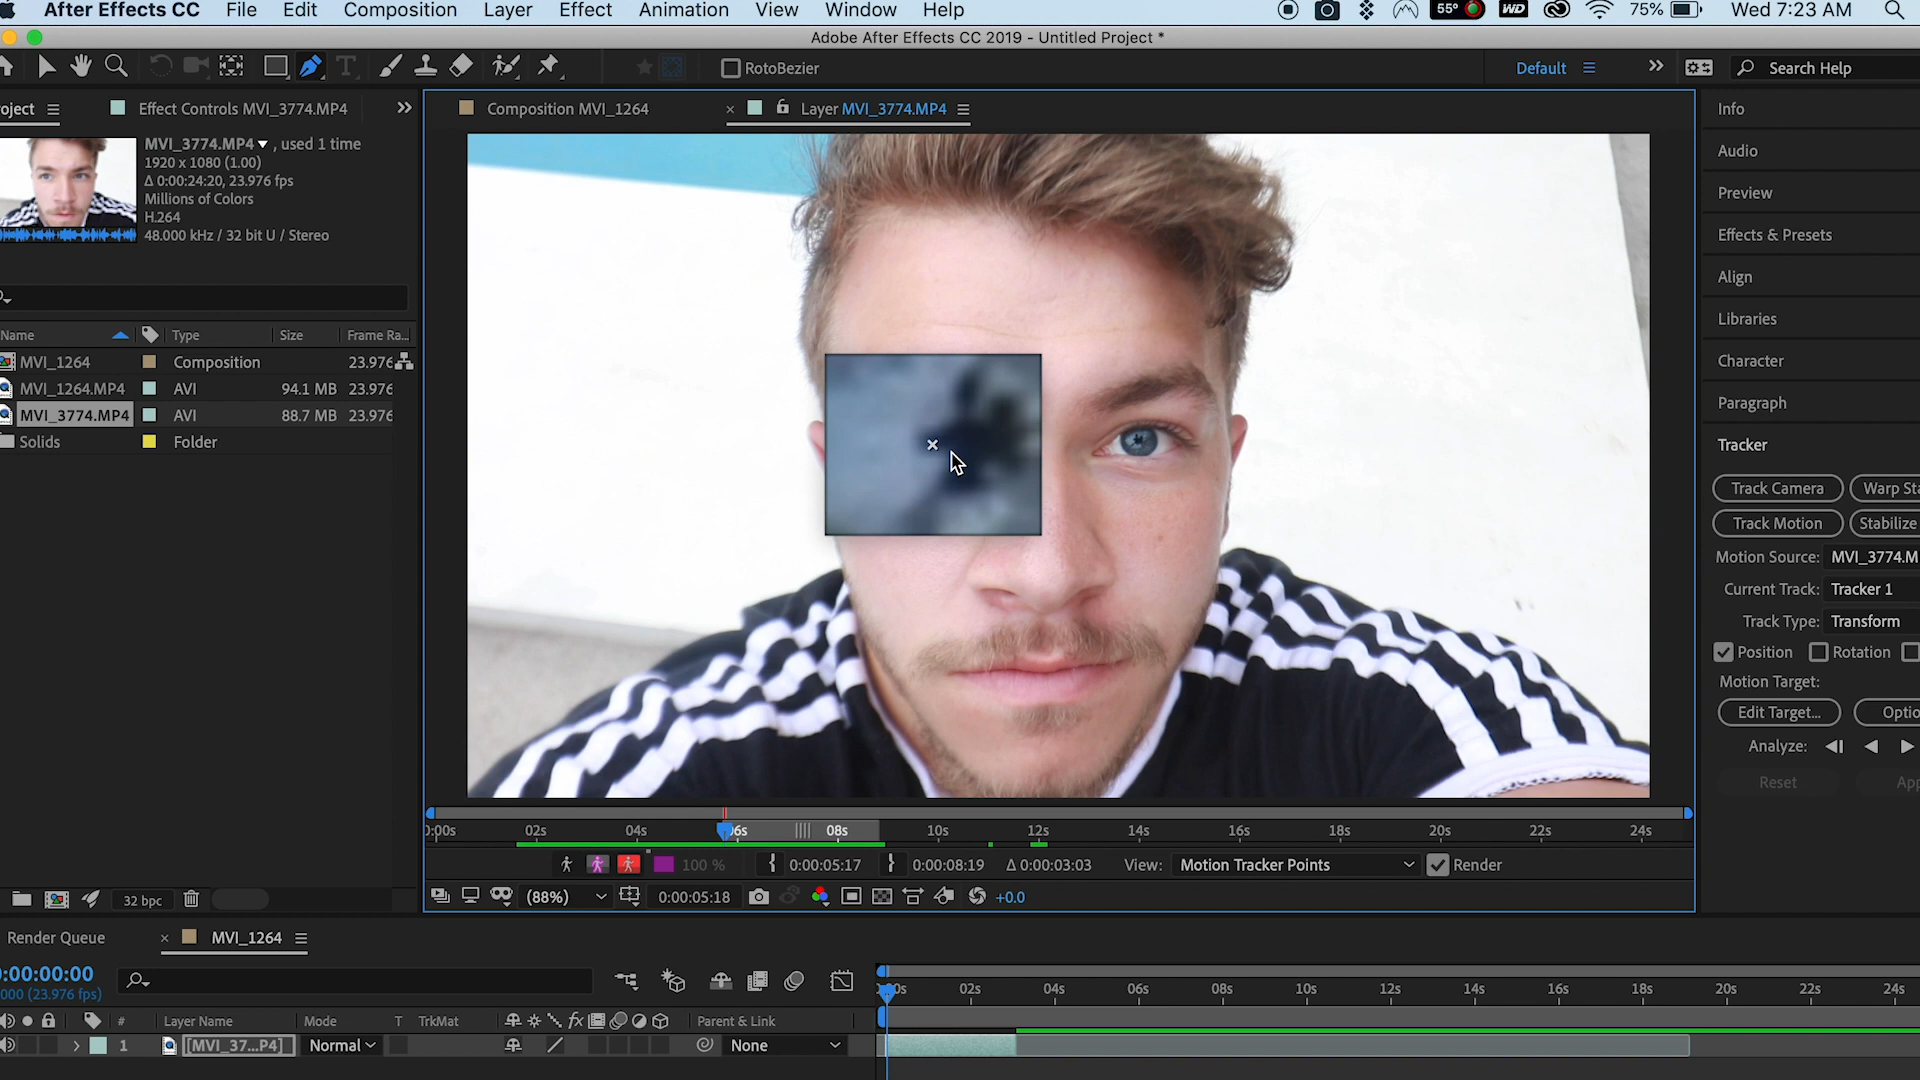 After Effects CC File Edit Composition Layer Effect Animation View Window Help 55° WD 75% Wed 7:23 AM
Adobe After Effects CC 2019 - Untitled Project *
RotoBezier Default Search Help
oject Effect Controls MVI_3774.MP4 Composition MVI_1264 Layer MVI_3774.MP4
MVI_3774.MP4 , used 1 time
1920 x 1080 (1.00)
Δ 0:00:24:20, 23.976 fps
Millions of Colors
H.264
48.000 kHz / 32 bit U / Stereo
Name Type Size Frame Ra...
MVI_1264 Composition 23.976
MVI_1264.MP4 AVI 94.1 MB 23.976
MVI_3774.MP4 AVI 88.7 MB 23.976
Solids Folder
32 bpc
Info
Audio
Preview
Effects & Presets
Align
Libraries
Character
Paragraph
Tracker
Track Camera Warp Sta
Track Motion Stabilize
Motion Source: MVI_3774.M
Current Track: Tracker 1
Track Type: Transform
Position Rotation
Motion Target:
Edit Target... Optio
Analyze:
Reset App
0:00s 02s 04s 06s 08s 10s 12s 14s 16s 18s 20s 22s 24s
100 % 0:00:05:17 0:00:08:19 Δ 0:00:03:03 View: Motion Tracker Points Render
(88%) 0:00:05:18 +0.0
Render Queue MVI_1264
0:00:00:00
000 (23.976 fps)
00s 02s 04s 06s 08s 10s 12s 14s 16s 18s 20s 22s 24s
# Layer Name Mode T TrkMat fx Parent & Link
1 [MVI_37...P4] Normal None